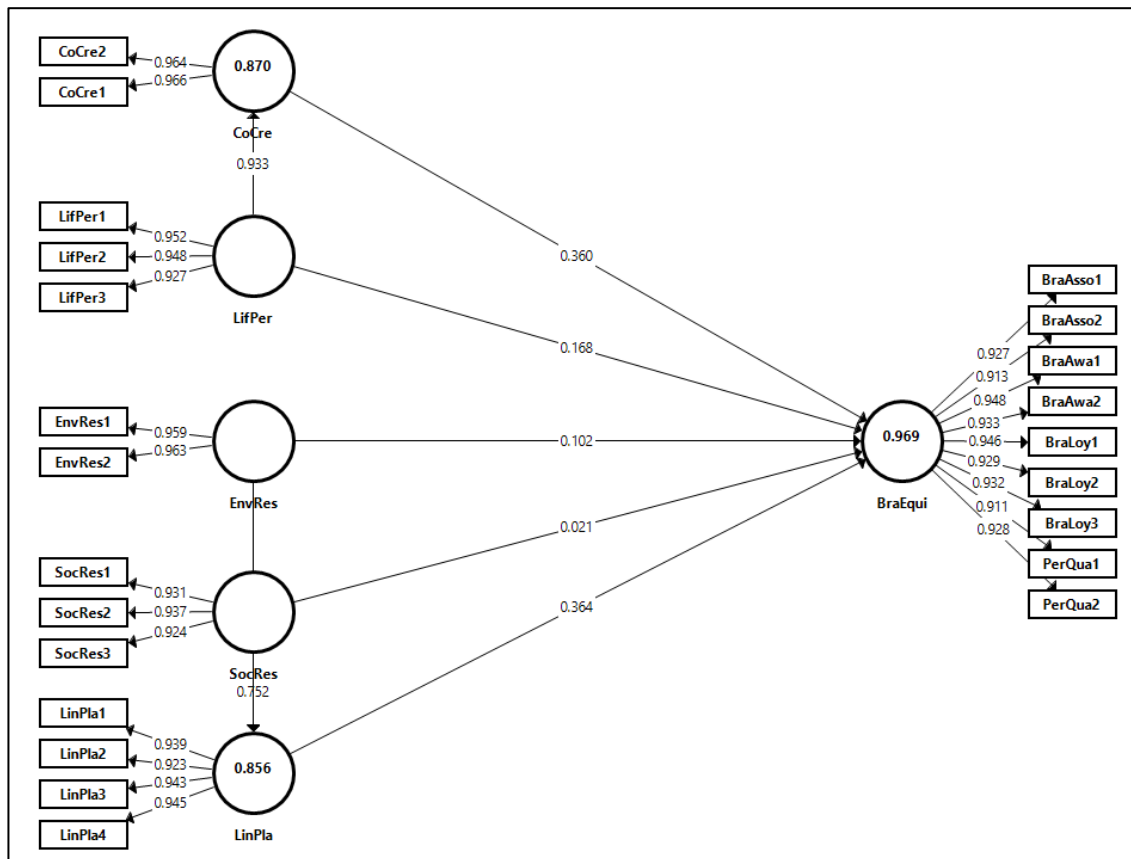 CoCre2
CoCre1
0.964
0.966
0.870
CoCre
0.933
LifPer1
LifPer2
LifPer3
0.952
0.948
0.927
LifPer
0.360
0.168
EnvRes1
EnvRes2
0.959
0.963
EnvRes
0.102
SocRes1
SocRes2
SocRes3
0.931
0.937
0.924
SocRes
0.021
0.752
LinPla1
LinPla2
LinPla3
LinPla4
0.939
0.923
0.943
0.945
0.856
LinPla
0.364
0.969
BraEqui
0.927
0.913
0.948
0.933
0.946
0.929
0.932
0.911
0.928
BraAsso1
BraAsso2
BraAwa1
BraAwa2
BraLoy1
BraLoy2
BraLoy3
PerQua1
PerQua2